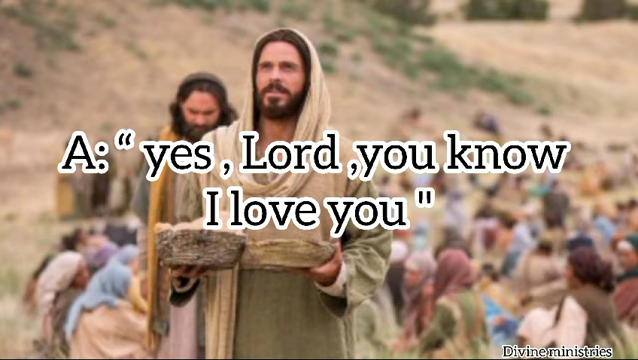 A: “ yes , Lord ,you know
I love you "
Divine ministries